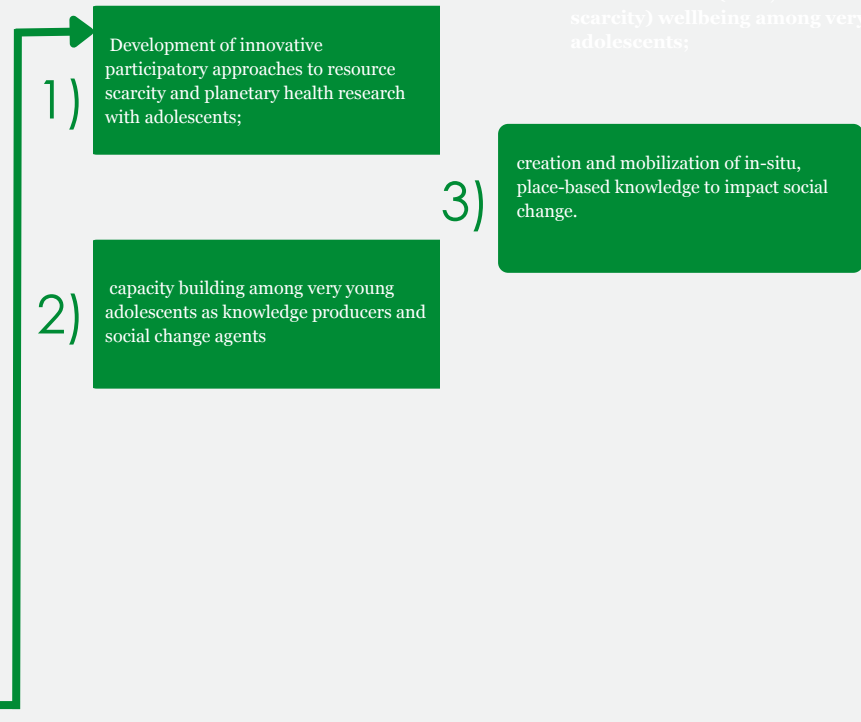 scarcity) wellbeing among very
adolescents;
1)
Development of innovative
participatory approaches to resource
scarcity and planetary health research
with adolescents;
2)
capacity building among very young
adolescents as knowledge producers and
social change agents
3)
creation and mobilization of in-situ,
place-based knowledge to impact social
change.